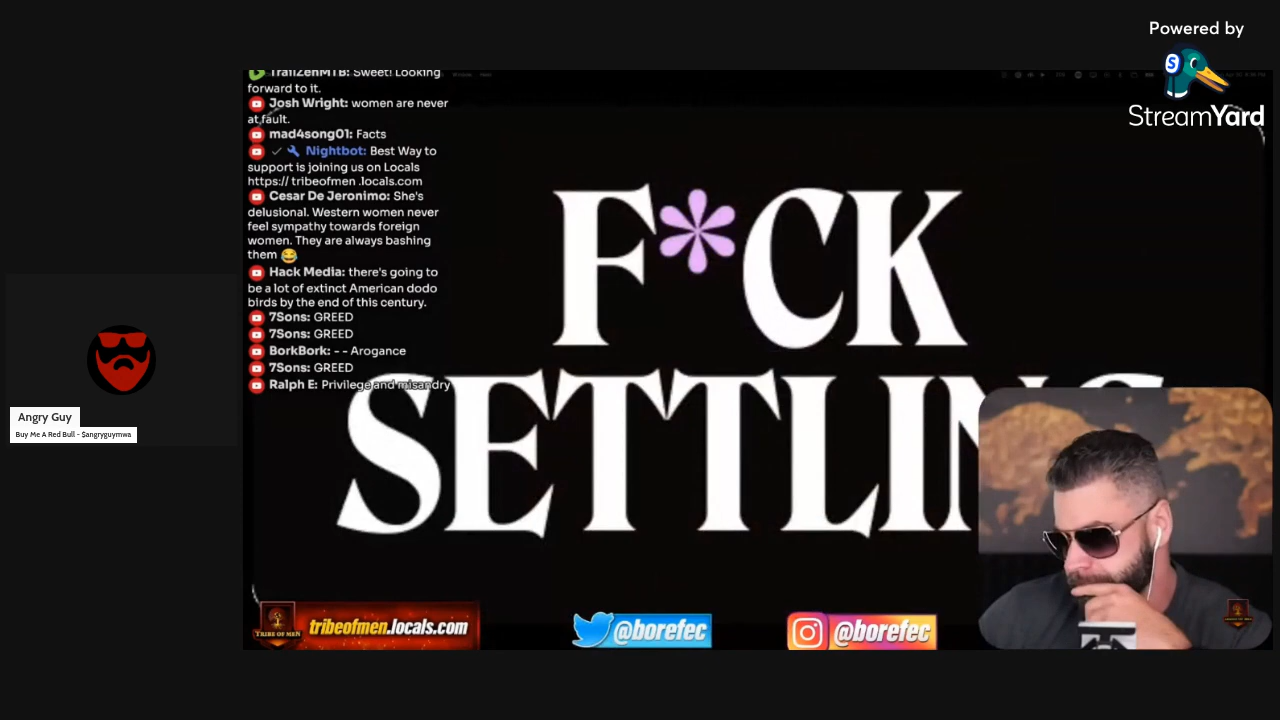 Powered by
StreamYard
TrailZenMTB: Sweet! Looking
forward to it.
Josh Wright: women are never
at fault.
mad4song01: Facts
Nightbot: Best Way to
support is joining us on Locals
https:// tribeofmen .locals.com
Cesar De Jeronimo: She's
delusional. Western women never
feel sympathy towards foreign
women. They are always bashing
them 😂
Hack Media: there's going to
be a lot of extinct American dodo
birds by the end of this century.
7Sons: GREED
7Sons: GREED
BorkBork: - - Arogance
7Sons: GREED
Ralph E: Privilege and misandry
F*CK
SETTLING
Angry Guy
Buy Me A Red Bull - $angryguymwa
TRIBE OF MEN
tribeofmen.locals.com
@borefec
@borefec